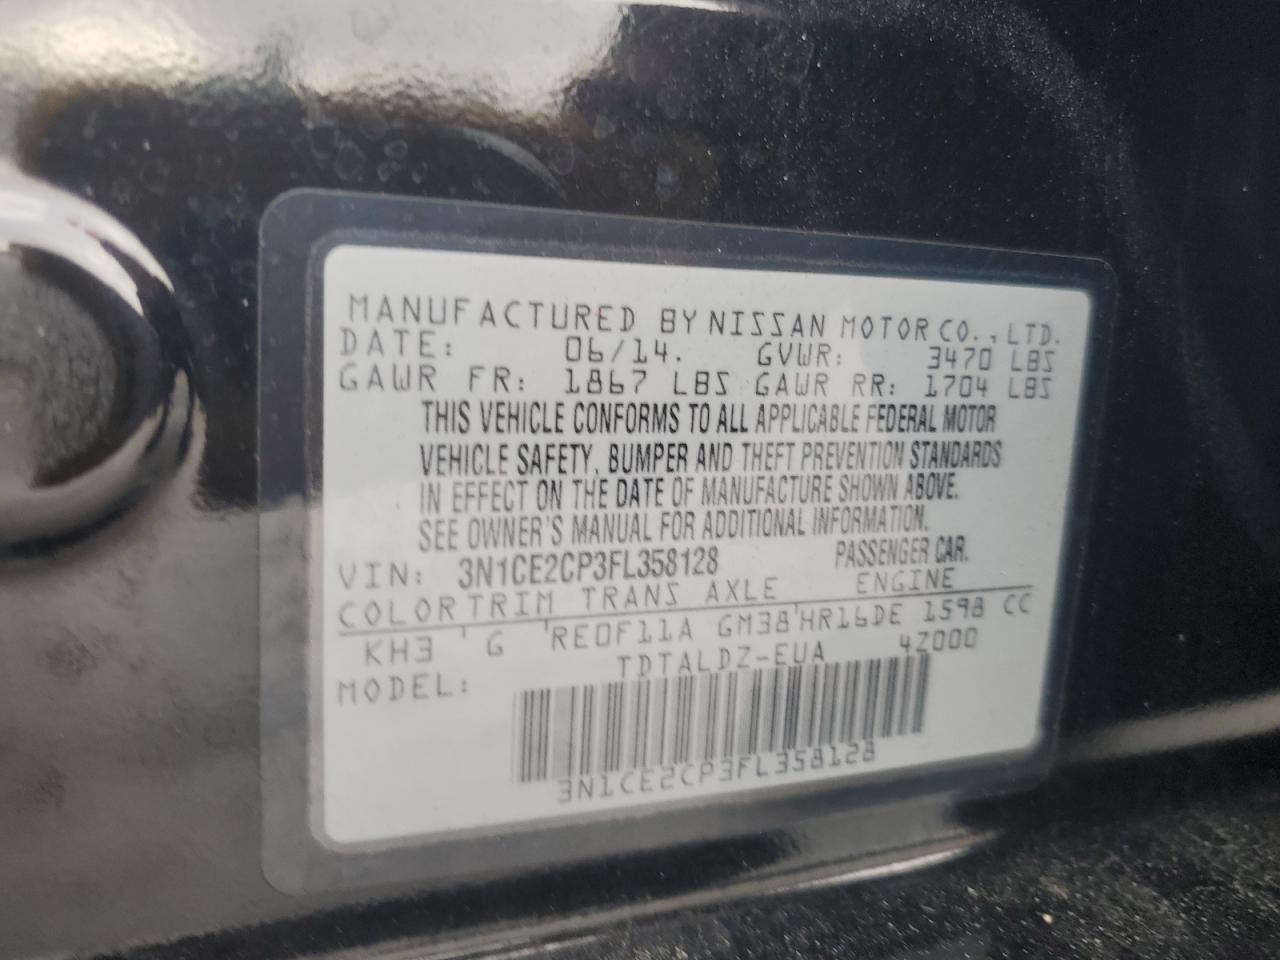 MANUFACTURED BY NISSAN MOTOR CO., LTD.
DATE: 06/14. GVWR: 3470 LBS
GAWR FR: 1867 LBS GAWR RR: 1704 LBS
THIS VEHICLE CONFORMS TO ALL APPLICABLE FEDERAL MOTOR
VEHICLE SAFETY, BUMPER AND THEFT PREVENTION STANDARDS
IN EFFECT ON THE DATE OF MANUFACTURE SHOWN ABOVE.
SEE OWNER'S MANUAL FOR ADDITIONAL INFORMATION.
VIN: 3N1CE2CP3FL358128 PASSENGER CAR.
COLOR TRIM TRANS AXLE ENGINE
KH3 ' G 'RE0F11A GM38'HR16DE 1598 CC
MODEL: TDTALDZ-EUA 4Z000
3N1CE2CP3FL358128